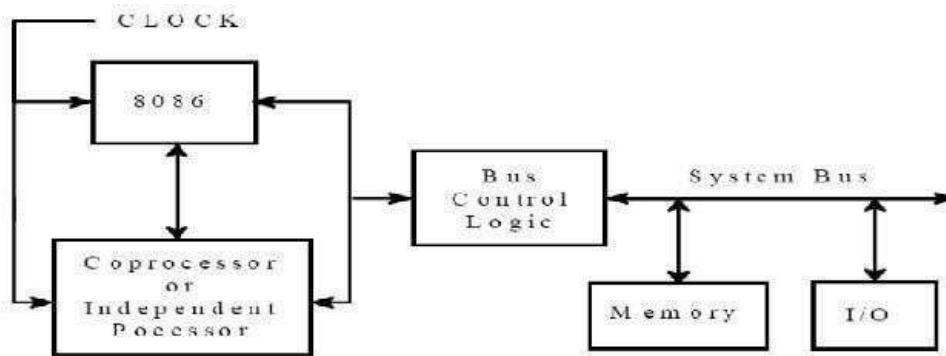 CLOCK
8086
Bus
Control
Logic
System Bus
Coprocessor
or
Independent
Pocessor
Memory
I/O